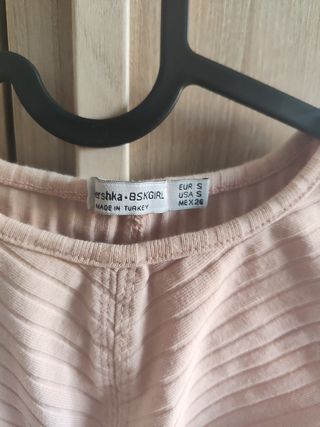 ershka • BSKGIRL
MADE IN TURKEY
EUR S
USA S
MEX 26